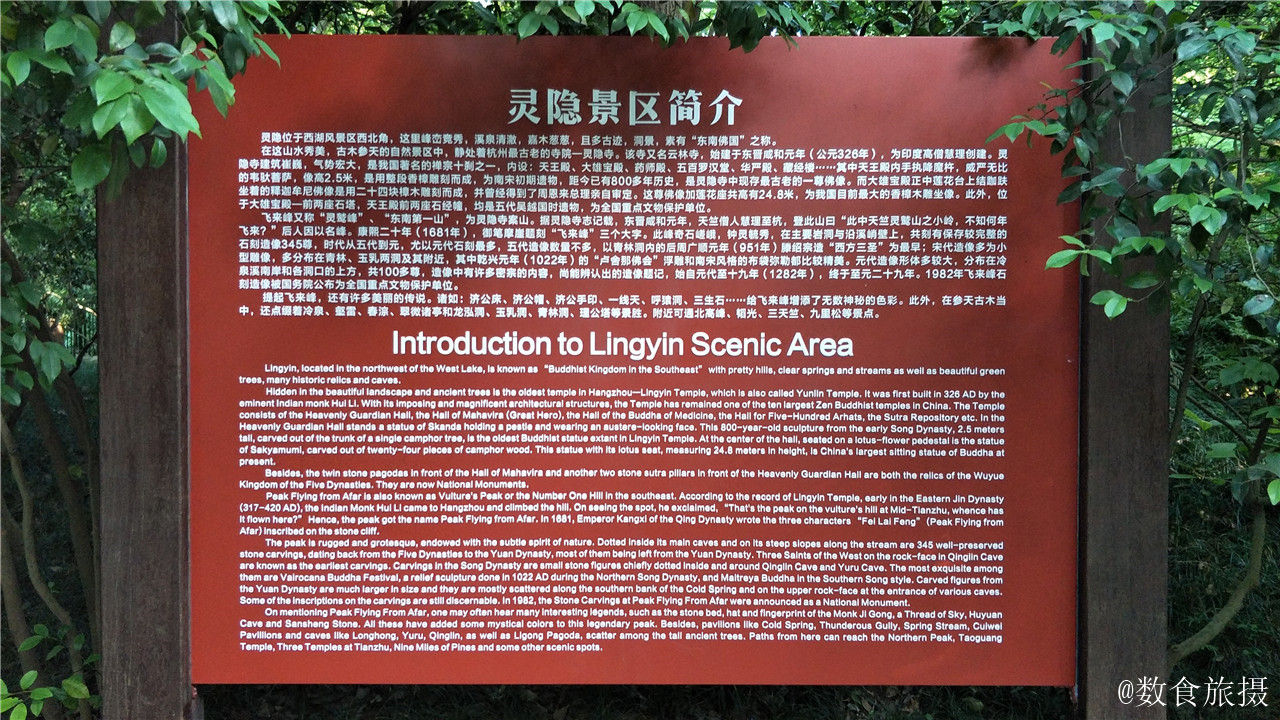 灵隐景区简介
灵隐位于西湖风景区西北角，这里峰峦竞秀，溪泉清澈，嘉木葱葱，且多古迹，洞景，素有“东南佛国”之称。
在这山水秀美，古木参天的自然景区中，静处着杭州最古老的寺院—灵隐寺。该寺又名云林寺，始建于东晋咸和元年（公元326年），为印度高僧慧理创建。灵
隐寺建筑崔巍，气势宏大，是我国著名的禅宗十刹之一，内设：天王殿、大雄宝殿、药师殿、五百罗汉堂、华严殿、藏经楼……其中天王殿内手执降魔杵，威严无比
的韦驮菩萨，像高2.5米，是用整段香樟雕刻而成，为南宋初期遗物，距今已有800多年历史，是灵隐寺中现存最古老的一尊佛像。而大雄宝殿正中莲花台上结跏趺
坐着的释迦牟尼佛像是用二十四块樟木雕刻而成，并曾经得到了周恩来总理亲自审定。这尊佛像加莲花座共高有24.8米，为我国目前最大的香樟木雕坐像。此外，位
于大雄宝殿一前两座石塔，天王殿前两座石经幢，均是五代吴越国时遗物，为全国重点文物保护单位。
飞来峰又称“灵鹫峰”、“东南第一山”，为灵隐寺案山。据灵隐寺志记载，东晋咸和元年，天竺僧人慧理至杭，登此山曰“此中天竺灵鹫山之小岭，不知何年
飞来？”后人因以名峰。康熙二十年（1681年），御笔摩崖题刻“飞来峰”三个大字。此峰奇石嵯峨，钟灵毓秀，在主要岩洞与沿溪峭壁上，共刻有保存较完整的
石刻造像345尊，时代从五代到元，尤以元代石刻最多，五代造像数量不多，以青林洞内的后周广顺元年（951年）滕绍宗造“西方三圣”为最早；宋代造像多为小
型雕像，多分布在青林、玉乳两洞及其附近，其中乾兴元年（1022年）的“卢舍那佛会”浮雕和南宋风格的布袋弥勒都比较精美。元代造像形体多较大，分布在冷
泉溪南岸和各洞口的上方，共100多尊，造像中有许多密宗的内容，尚能辨认出的造像题记，始自元代至十九年（1282年），终于至元二十九年。1982年飞来峰石
刻造像被国务院公布为全国重点文物保护单位。
提起飞来峰，还有许多美丽的传说。诸如：济公床、济公帽、济公手印、一线天、呼猿洞、三生石……给飞来峰增添了无数神秘的色彩。此外，在参天古木当
中，还点缀着冷泉、壑雷、春淙、翠微诸亭和龙泓洞、玉乳洞、青林洞、理公塔等景胜。附近可通北高峰、韬光、三天竺、九里松等景点。
Introduction to Lingyin Scenic Area
Lingyin, located in the northwest of the West Lake, is known as “Buddhist Kingdom in the Southeast” with pretty hills, clear springs and streams as well as beautiful green
trees, many historic relics and caves.
Hidden in the beautiful landscape and ancient trees is the oldest temple in Hangzhou—Lingyin Temple, which is also called Yunlin Temple. It was first built in 326 AD by the
eminent Indian monk Hui Li. With its imposing and magnificent architectural structures, the Temple has remained one of the ten largest Zen Buddhist temples in China. The Temple
consists of the Heavenly Guardian Hall, the Hall of Mahavira (Great Hero), the Hall of the Buddha of Medicine, the Hall for Five-Hundred Arhats, the Sutra Repository etc. In the
Heavenly Guardian Hall stands a statue of Skanda holding a pestle and wearing an austere-looking face. This 800-year-old sculpture from the early Song Dynasty, 2.5 meters
tall, carved out of the trunk of a single camphor tree, is the oldest Buddhist statue extant in Lingyin Temple. At the center of the hall, seated on a lotus-flower pedestal is the statue
of Sakyamumi, carved out of twenty-four pieces of camphor wood. This statue with its lotus seat, measuring 24.8 meters in height, is China's largest sitting statue of Buddha at
present.
Besides, the twin stone pagodas in front of the Hall of Mahavira and another two stone sutra pillars in front of the Heavenly Guardian Hall are both the relics of the Wuyue
Kingdom of the Five Dynasties. They are now National Monuments.
Peak Flying from Afar is also known as Vulture's Peak or the Number One Hill in the southeast. According to the record of Lingyin Temple, early in the Eastern Jin Dynasty
(317-420 AD), the Indian Monk Hui Li came to Hangzhou and climbed the hill. On seeing the spot, he exclaimed, “That's the peak on the vulture's hill at Mid-Tianzhu, whence has
it flown here?” Hence, the peak got the name Peak Flying from Afar. In 1681, Emperor Kangxi of the Qing Dynasty wrote the three characters “Fei Lai Feng” (Peak Flying from
Afar) inscribed on the stone cliff.
The peak is rugged and grotesque, endowed with the subtle spirit of nature. Dotted inside its main caves and on its steep slopes along the stream are 345 well-preserved
stone carvings, dating back from the Five Dynasties to the Yuan Dynasty, most of them being left from the Yuan Dynasty. Three Saints of the West on the rock-face in Qinglin Cave
are known as the earliest carvings. Carvings in the Song Dynasty are small stone figures chiefly dotted inside and around Qinglin Cave and Yuru Cave. The most exquisite among
them are Vairocana Buddha Festival, a relief sculpture done in 1022 AD during the Northern Song Dynasty, and Maitreya Buddha in the Southern Song style. Carved figures from
the Yuan Dynasty are much larger in size and they are mostly scattered along the southern bank of the Cold Spring and on the upper rock-face at the entrance of various caves.
Some of the inscriptions on the carvings are still discernable. In 1982, the Stone Carvings at Peak Flying From Afar were announced as a National Monument.
On mentioning Peak Flying From Afar, one may often hear many interesting legends, such as the stone bed, hat and fingerprint of the Monk Ji Gong, a Thread of Sky, Huyuan
Cave and Sansheng Stone. All these have added some mystical colors to this legendary peak. Besides, pavilions like Cold Spring, Thunderous Gully, Spring Stream, Cuiwei
Pavilions and caves like Longhong, Yuru, Qinglin, as well as Ligong Pagoda, scatter among the tall ancient trees. Paths from here can reach the Northern Peak, Taoguang
Temple, Three Temples at Tianzhu, Nine Miles of Pines and some other scenic spots.
@数食旅摄